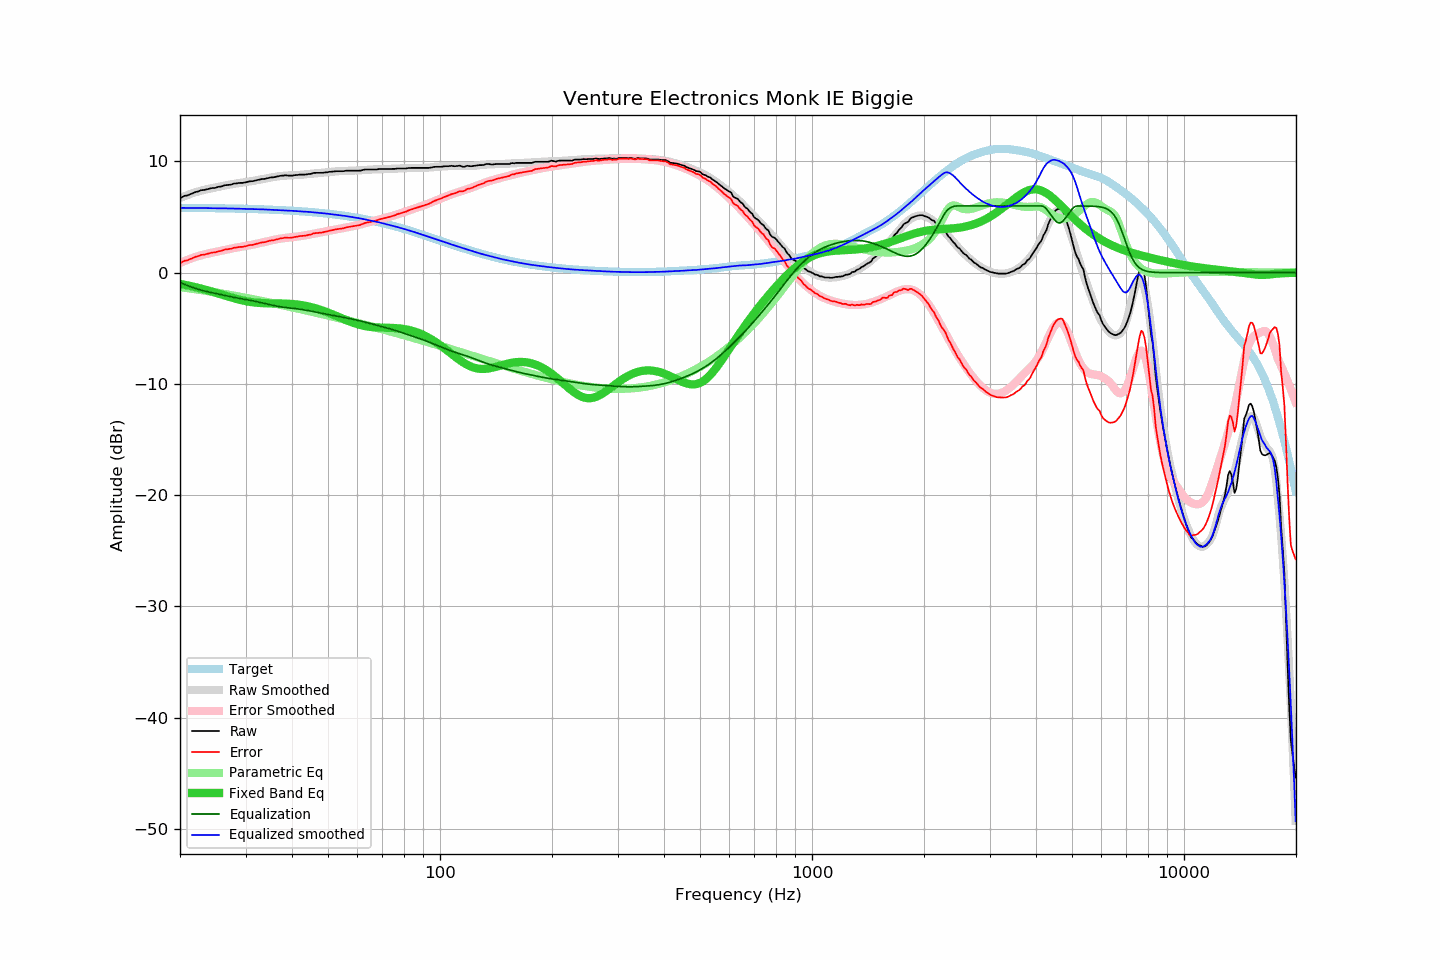 Venture Electronics Monk IE Biggie
Amplitude (dBr)
10
0
−10
−20
−30
−40
−50
Target
Raw Smoothed
Error Smoothed
Raw
Error
Parametric Eq
Fixed Band Eq
Equalization
Equalized smoothed
100 1000 10000
Frequency (Hz)